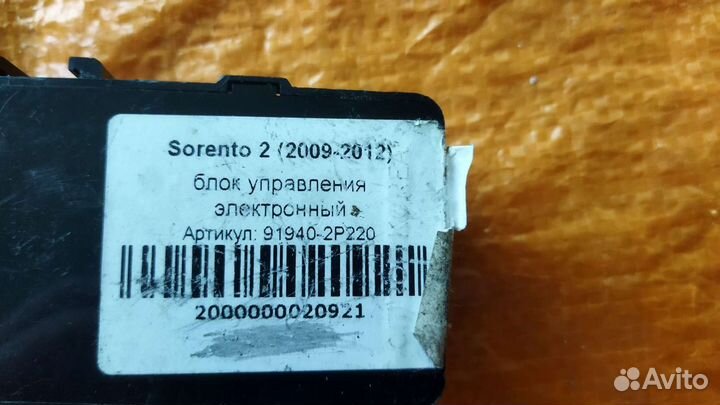 Sorento 2 (2009-2012)
блок управления
электронный
Артикул: 91940-2P220
2000000020921
Avito